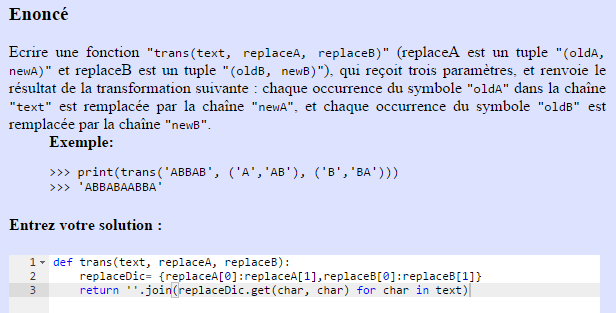 Enoncé
Ecrire une fonction "trans(text, replaceA, replaceB)" (replaceA est un tuple "(oldA,
newA)" et replaceB est un tuple "(oldB, newB)"), qui reçoit trois paramètres, et renvoie le
résultat de la transformation suivante : chaque occurrence du symbole "oldA" dans la chaîne
"text" est remplacée par la chaîne "newA", et chaque occurrence du symbole "oldB" est
remplacée par la chaîne "newB".
Exemple:
>>> print(trans('ABBAB', ('A','AB'), ('B','BA')))
>>> 'ABBABAABBA'
Entrez votre solution :
1 def trans(text, replaceA, replaceB):
2 replaceDic= {replaceA[0]:replaceA[1],replaceB[0]:replaceB[1]}
3 return ''.join(replaceDic.get(char, char) for char in text)